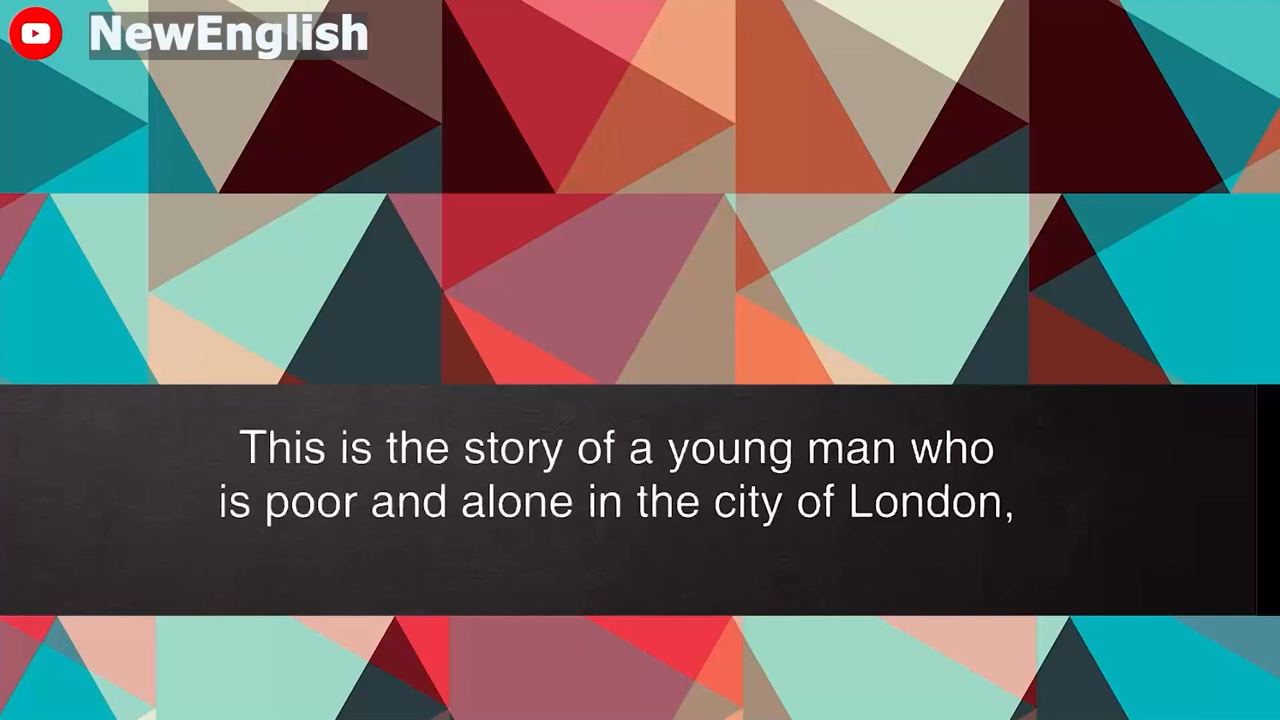 NewEnglish
This is the story of a young man who
is poor and alone in the city of London,